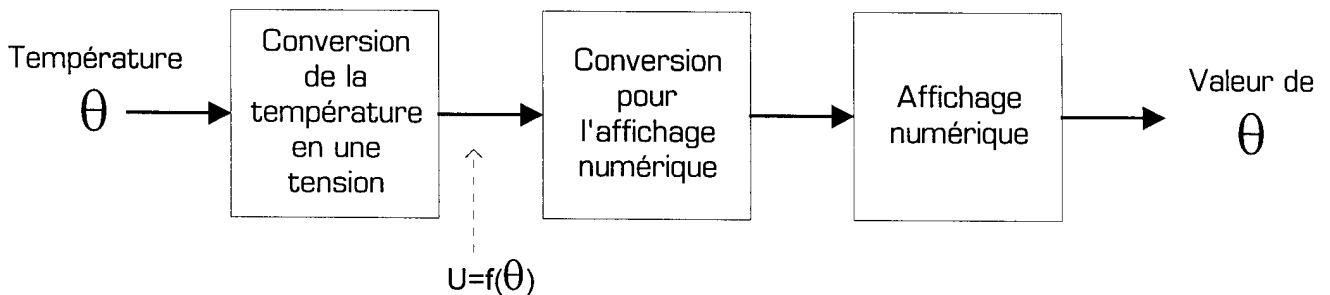 Température
θ
Conversion
de la
température
en une
tension
U=f(θ)
Conversion
pour
l'affichage
numérique
Affichage
numérique
Valeur de
θ